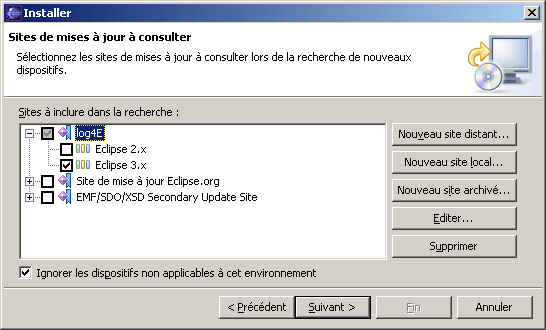 Installer
Sites de mises à jour à consulter
Sélectionnez les sites de mises à jour à consulter lors de la recherche de nouveaux
dispositifs.
Sites à inclure dans la recherche :
log4E
Eclipse 2.x
Eclipse 3.x
Site de mise à jour Eclipse.org
EMF/SDO/XSD Secondary Update Site
Nouveau site distant...
Nouveau site local...
Nouveau site archivé...
Editer...
Supprimer
Ignorer les dispositifs non applicables à cet environnement
< Précédent
Suivant >
Fin
Annuler